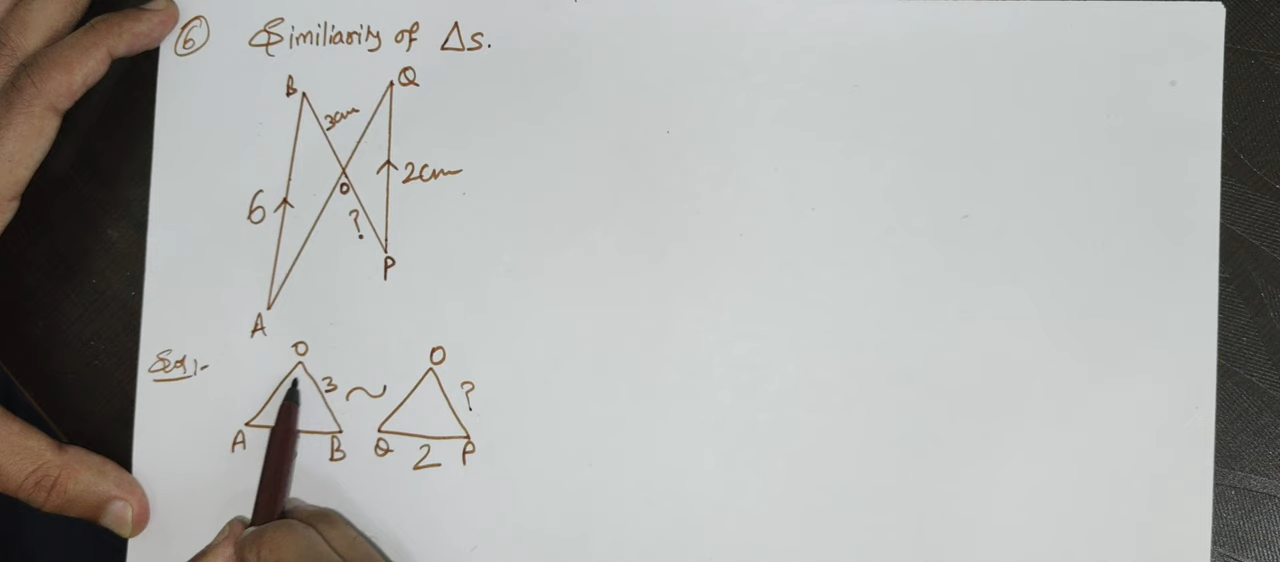 6 Similiarity of Δs.
B Q
3cm
6 O 2cm
?
P
A
Sol:-
O O
3 ~ ?
A B Q 2 P